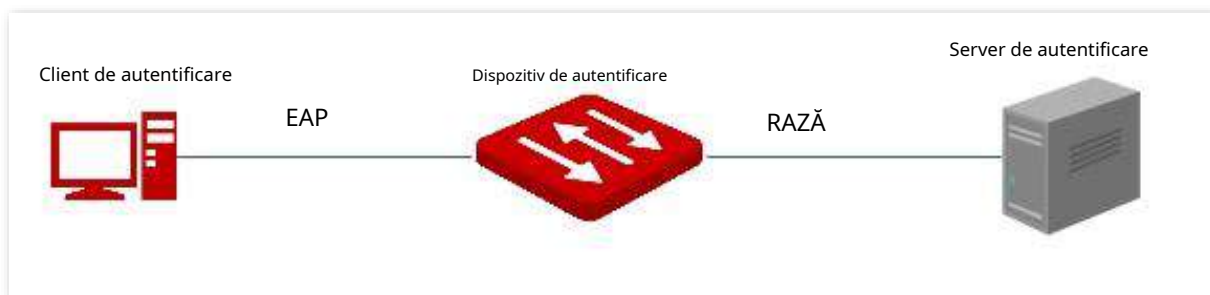 Server de autentificare
Client de autentificare
Dispozitiv de autentificare
EAP
RAZĂ